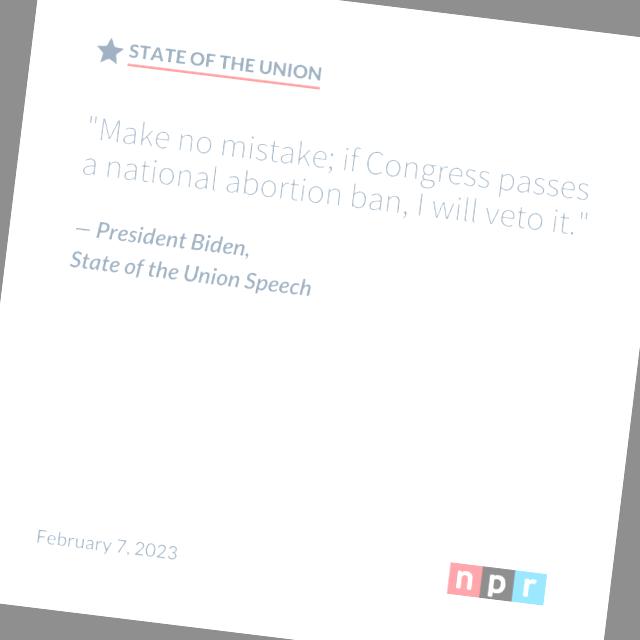 STATE OF THE UNION
"Make no mistake; if Congress passes
a national abortion ban, I will veto it."
– President Biden,
State of the Union Speech
February 7, 2023
npr